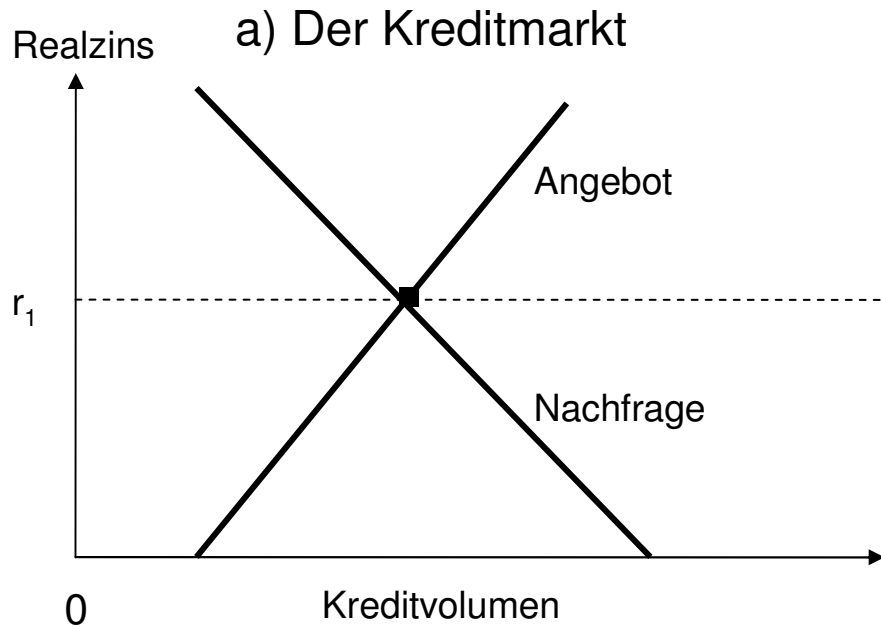 a) Der Kreditmarkt
Realzins
Angebot
r₁
Nachfrage
0
Kreditvolumen